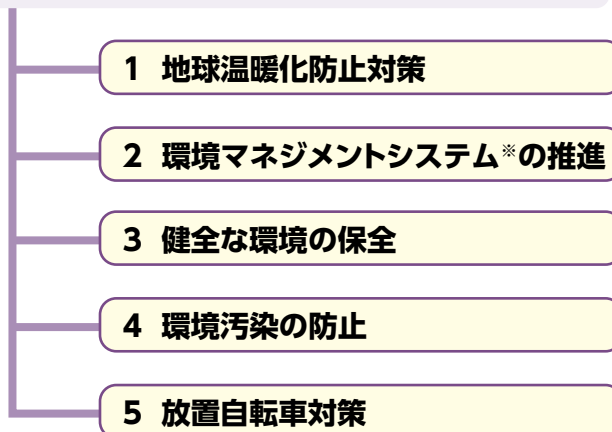 1 地球温暖化防止対策
2 環境マネジメントシステム※の推進
3 健全な環境の保全
4 環境汚染の防止
5 放置自転車対策